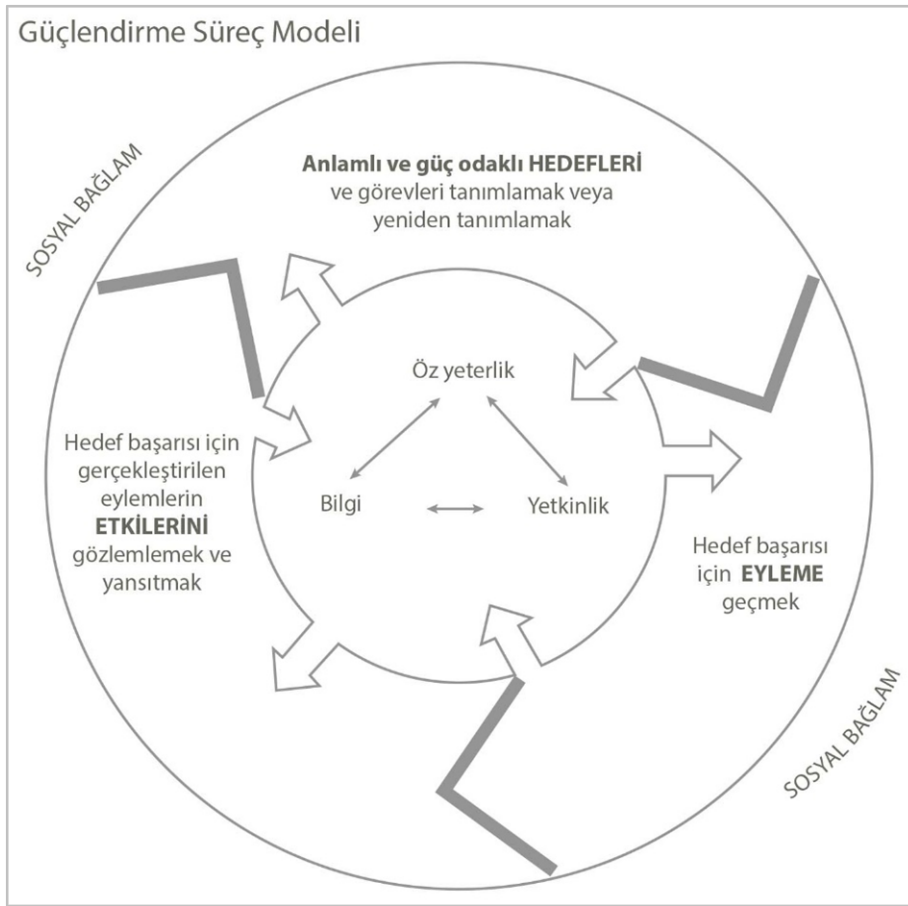 Güçlendirme Süreç Modeli
SOSYAL BAĞLAM
Anlamlı ve güç odaklı HEDEFLERİ
ve görevleri tanımlamak veya
yeniden tanımlamak
Öz yeterlik
Bilgi
Yetkinlik
Hedef başarısı için
gerçekleştirilen
eylemlerin
ETKİLERİNİ
gözlemlemek ve
yansıtmak
Hedef başarısı
için EYLEME
geçmek
SOSYAL BAĞLAM